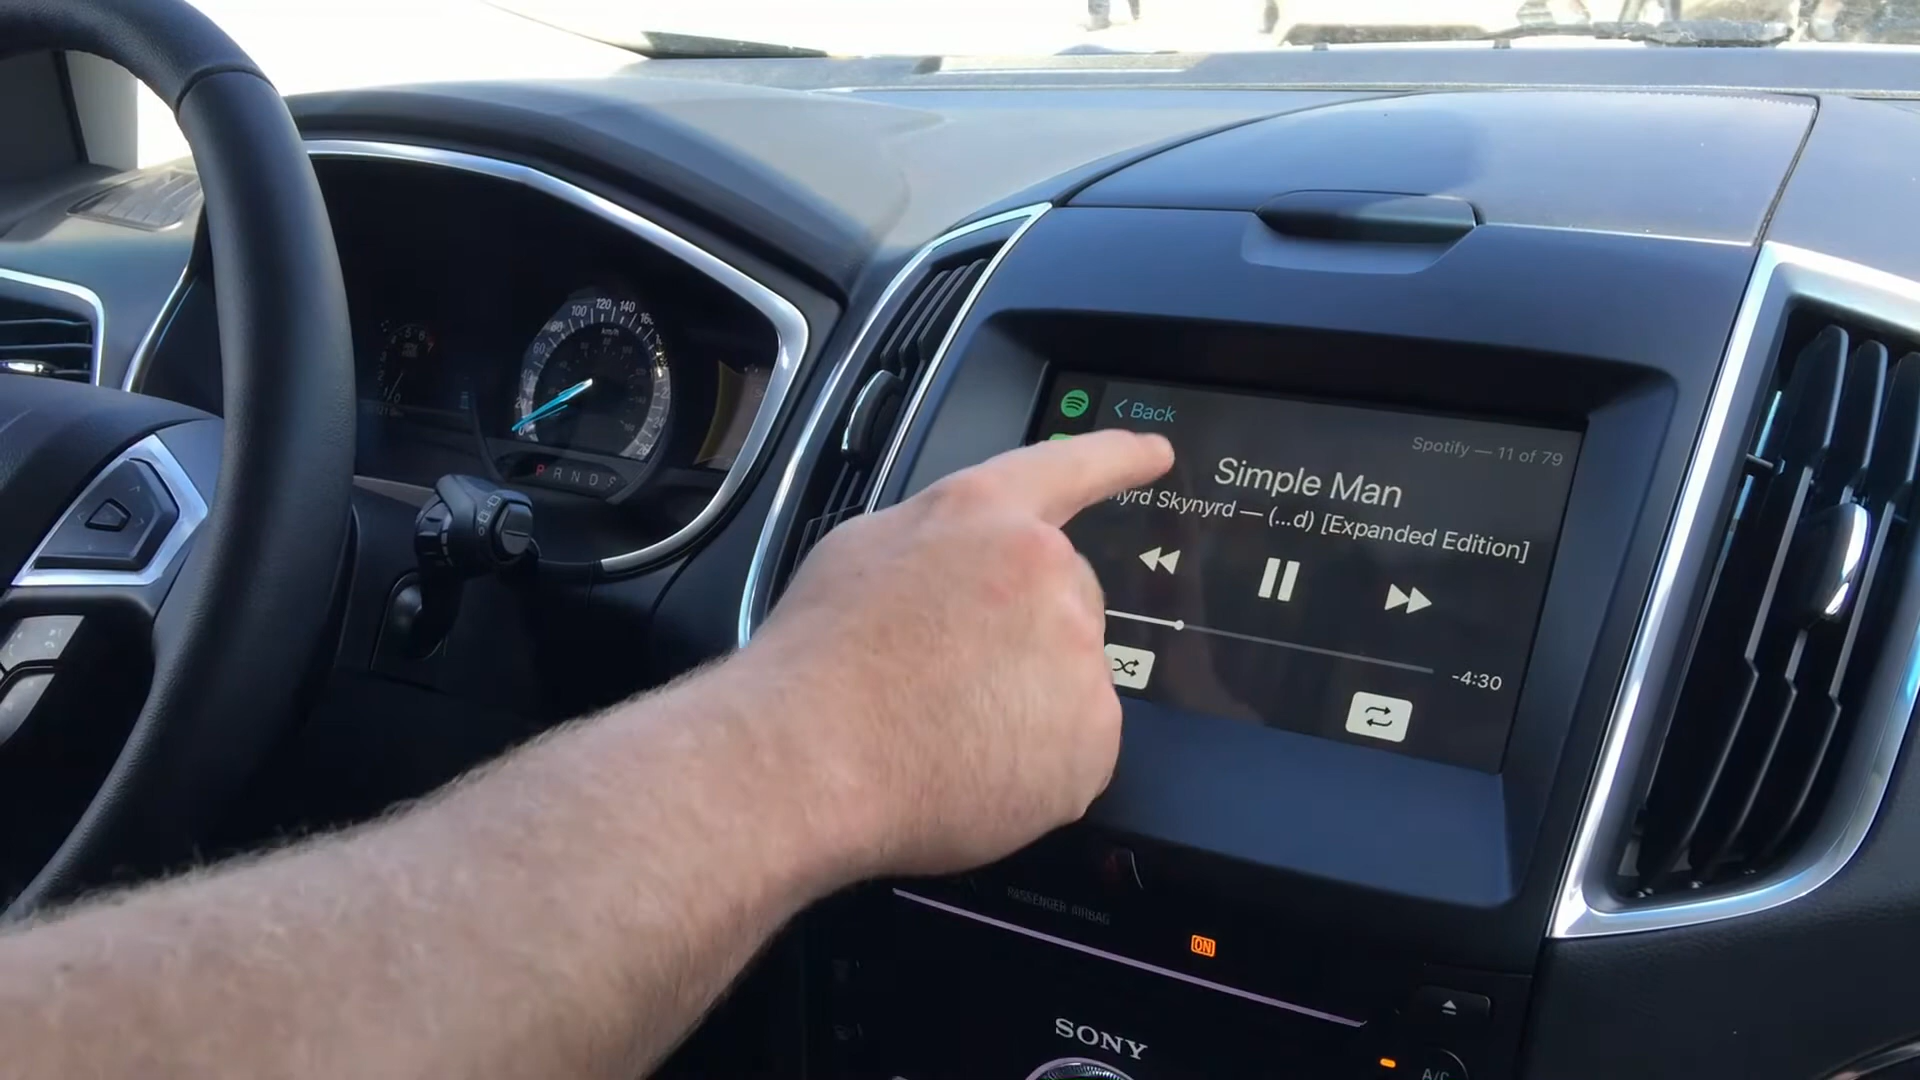 Back
Spotify — 11 of 79
Simple Man
nyrd Skynyrd — (...d) [Expanded Edition]
-4:30
60
80
100
120
140
km/h
P R N D S
PASSENGER AIRBAG
ON
SONY
A/C